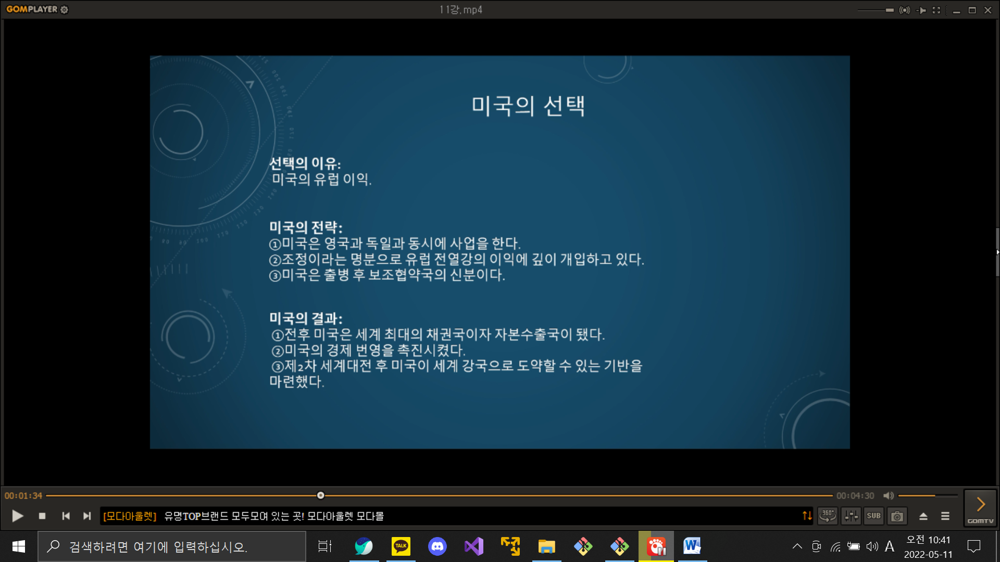 GOMPLAYER
11강.mp4
미국의 선택
선택의 이유:
미국의 유럽 이익.
미국의 전략:
①미국은 영국과 독일과 동시에 사업을 한다.
②조정이라는 명분으로 유럽 전열강의 이익에 깊이 개입하고 있다.
③미국은 출병 후 보조협약국의 신분이다.
미국의 결과:
①전후 미국은 세계 최대의 채권국이자 자본수출국이 됐다.
②미국의 경제 번영을 촉진시켰다.
③제2차 세계대전 후 미국이 세계 강국으로 도약할 수 있는 기반을
마련했다.
00:01:34
00:04:30
[모다아울렛] 유명TOP브랜드 모두모여 있는 곳! 모다아울렛 모다몰
360°
SUB
GOMTV
검색하려면 여기에 입력하십시오.
TALK
W
A
오전 10:41
2022-05-11